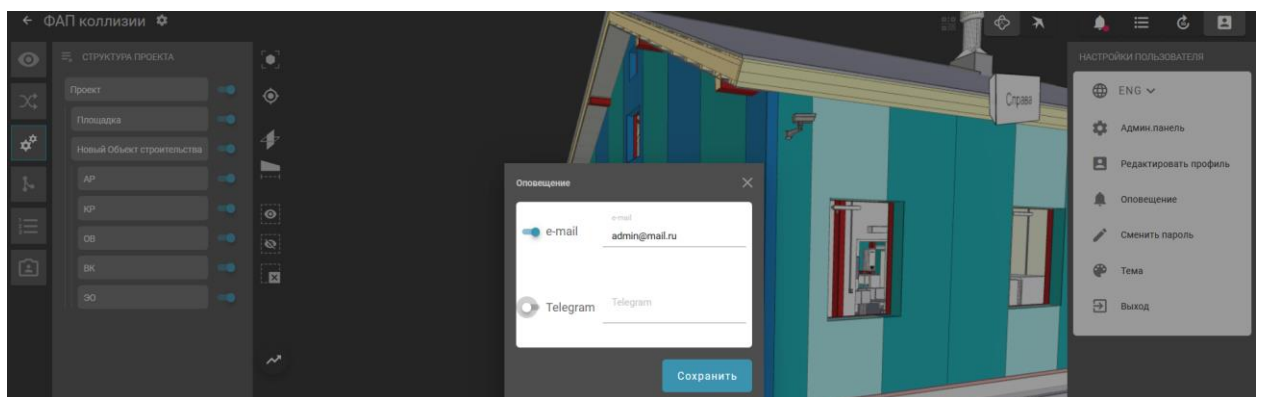 ФАП коллизии
СТРУКТУРА ПРОЕКТА
Проект
Площадка
Новый Объект строительства
АР
КР
ОВ
ВК
ЭО
Справа
Оповещение
e-mail
e-mail
admin@mail.ru
Telegram
Telegram
Сохранить
НАСТРОЙКИ ПОЛЬЗОВАТЕЛЯ
ENG
Админ.панель
Редактировать профиль
Оповещение
Сменить пароль
Тема
Выход